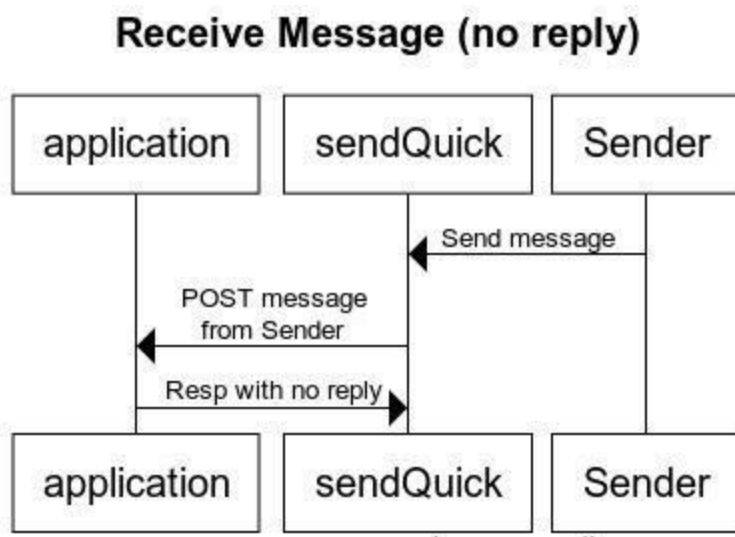 Receive Message (no reply)
application sendQuick Sender
Send message
POST message
from Sender
Resp with no reply
application sendQuick Sender